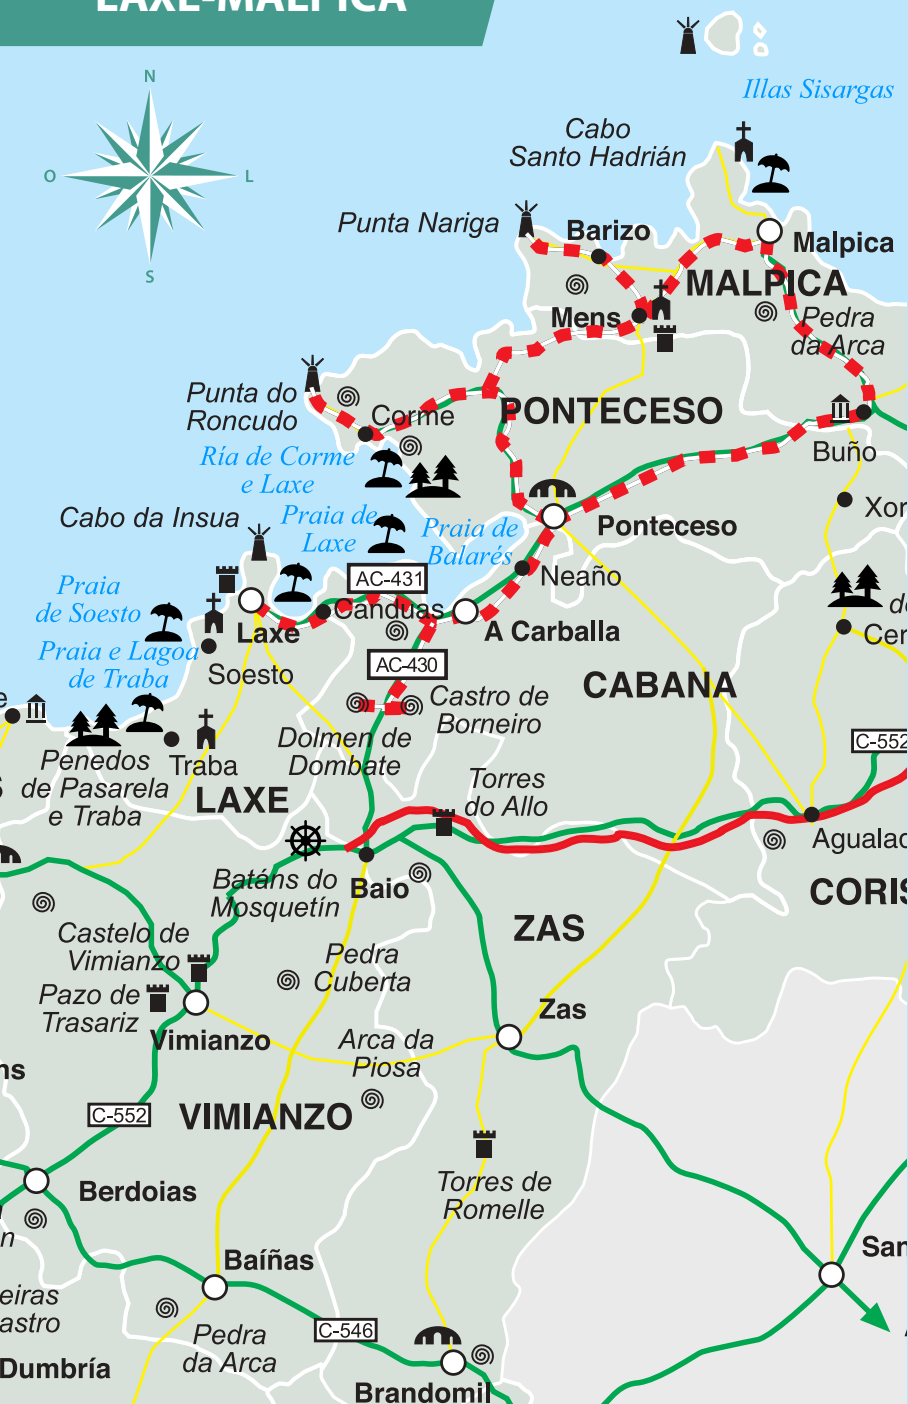 LAXE-MALPICA
N
O
L
S
Illas Sisargas
Cabo
Santo Hadrián
Punta Nariga
Barizo
Malpica
MALPICA
Mens
Pedra
da Arca
Punta do
Roncudo
Corme
PONTECESO
Buño
Ría de Corme
e Laxe
Cabo da Insua
Praia de
Laxe
Praia de
Balarés
Ponteceso
Neaño
AC-431
Praia
de Soesto
Canduas
Laxe
A Carballa
Praia e Lagoa
de Traba
Soesto
AC-430
CABANA
Castro de
Borneiro
Dolmen de
Dombate
C-552
Penedos
de Pasarela
e Traba
Traba
LAXE
Torres
do Allo
Batáns do
Mosquetín
Baio
ZAS
Castelo de
Vimianzo
Pedra
Cuberta
Pazo de
Trasariz
Vimianzo
Zas
Arca da
Piosa
C-552
VIMIANZO
Berdoias
Torres de
Romelle
Baíñas
C-546
Pedra
da Arca
Dumbría
Brandomil